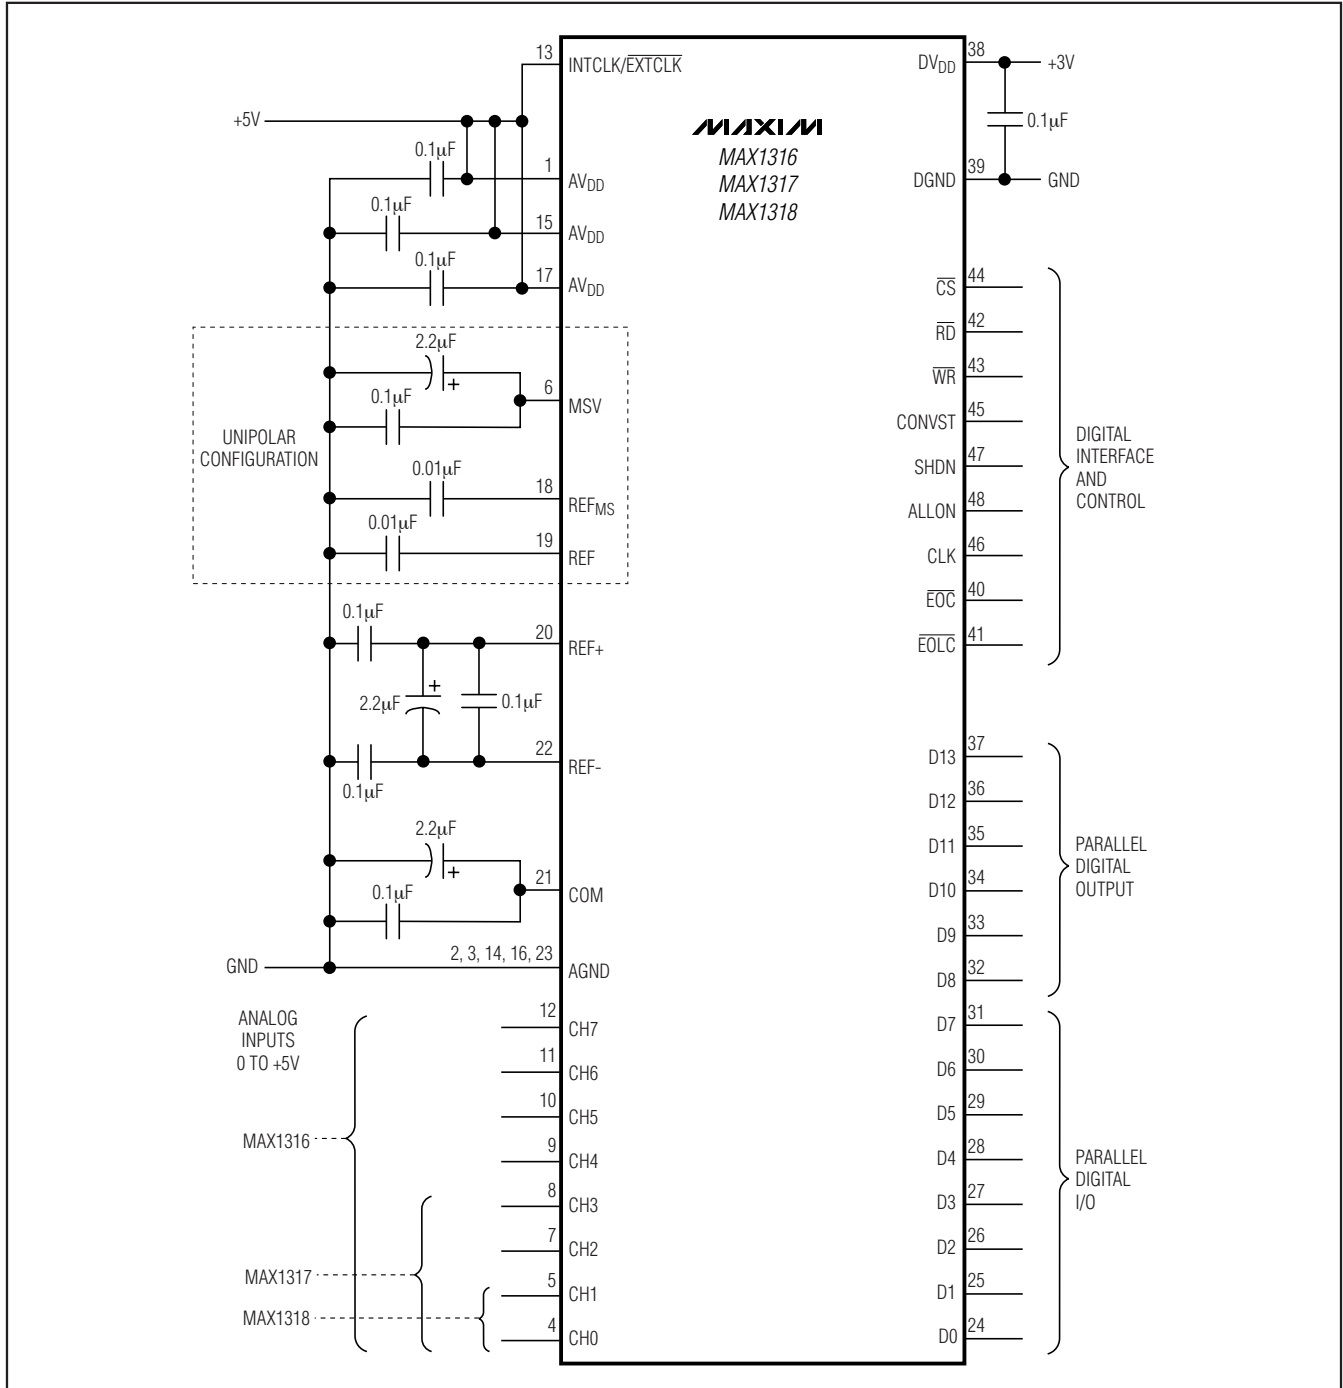 13
INTCLK/EXTCLK
+5V
0.1µF
1
AVDD
0.1µF
15
AVDD
0.1µF
17
AVDD
UNIPOLAR
CONFIGURATION
2.2µF
+
6
MSV
0.1µF
0.01µF
18
REFMS
0.01µF
19
REF
0.1µF
20
REF+
+
2.2µF
0.1µF
22
REF-
0.1µF
2.2µF
+
21
COM
0.1µF
GND
2, 3, 14, 16, 23
AGND
ANALOG
INPUTS
0 TO +5V
12
CH7
11
CH6
10
CH5
MAX1316
9
CH4
8
CH3
7
CH2
MAX1317
5
CH1
MAX1318
4
CH0
MAXIM
MAX1316
MAX1317
MAX1318
DVDD
38
+3V
0.1µF
DGND
39
GND
CS
44
RD
42
WR
43
CONVST
45
SHDN
47
ALLON
48
CLK
46
EOC
40
EOLC
41
DIGITAL
INTERFACE
AND
CONTROL
D13
37
D12
36
D11
35
D10
34
D9
33
D8
32
PARALLEL
DIGITAL
OUTPUT
D7
31
D6
30
D5
29
D4
28
D3
27
D2
26
D1
25
D0
24
PARALLEL
DIGITAL
I/O